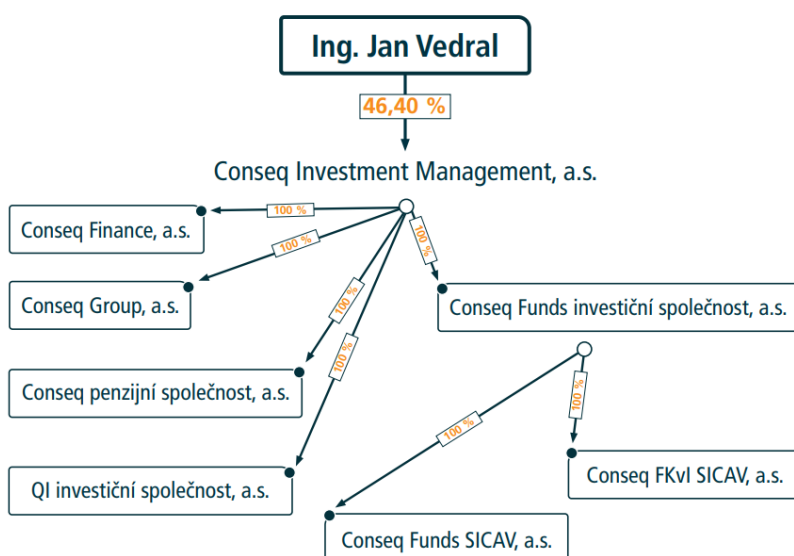 Ing. Jan Vedral
46,40 %
Conseq Investment Management, a.s.
100 %
Conseq Finance, a.s.
100 %
Conseq Group, a.s.
100 %
Conseq Funds investiční společnost, a.s.
100 %
Conseq penzijní společnost, a.s.
100 %
QI investiční společnost, a.s.
100 %
Conseq FKvI SICAV, a.s.
100 %
Conseq Funds SICAV, a.s.